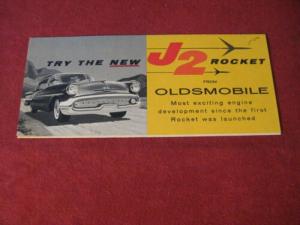 TRY THE NEW
J2 ROCKET
FROM
OLDSMOBILE
Most exciting engine
development since the first
Rocket was launched